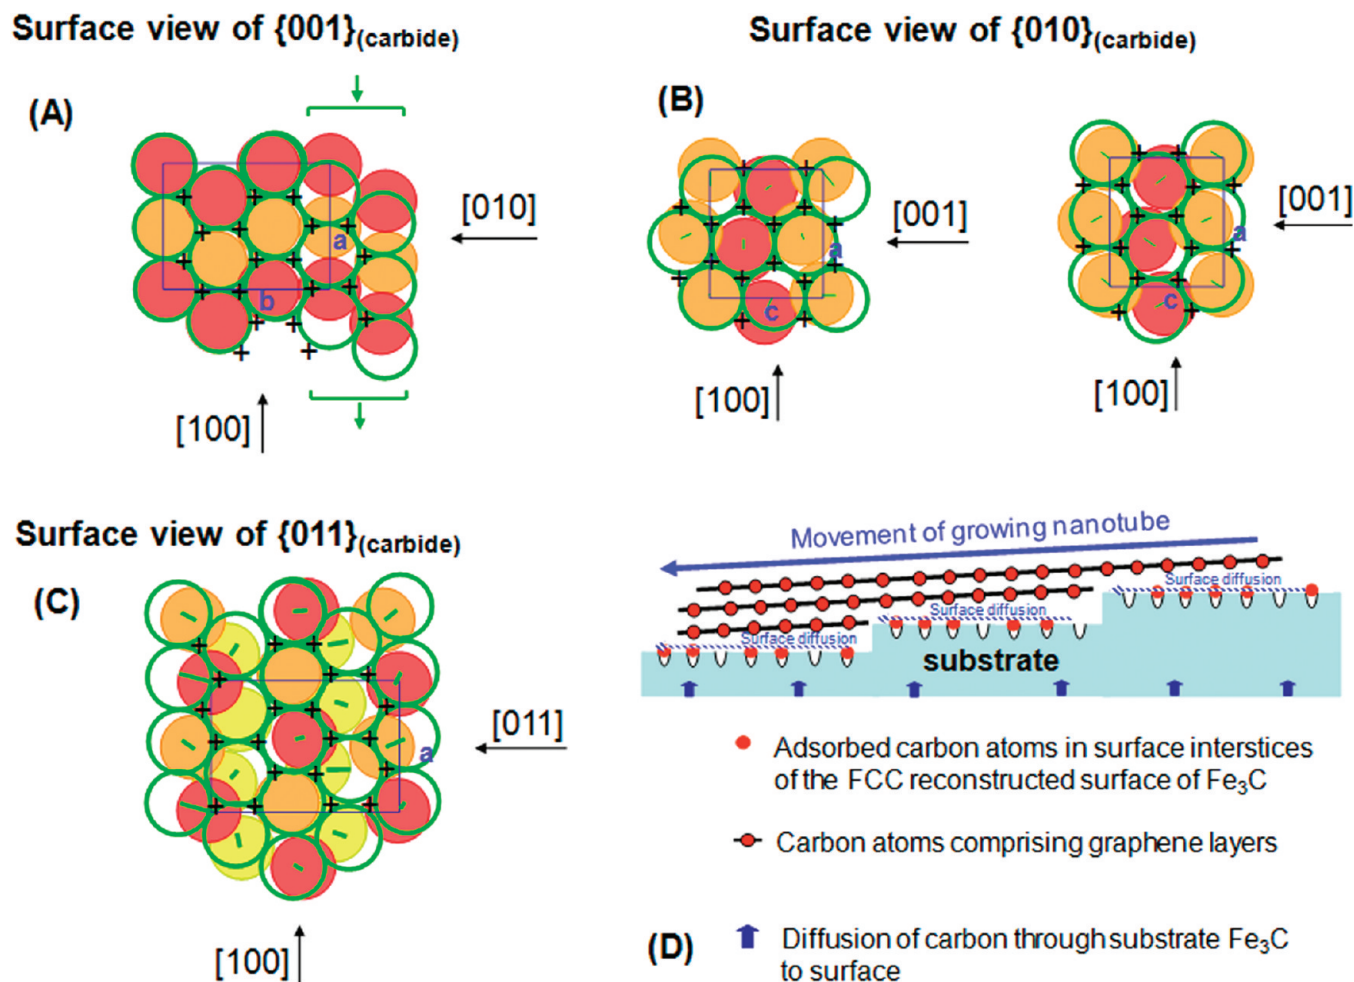 Surface view of {001}(carbide)
(A)
a
b
[010]
[100]
Surface view of {010}(carbide)
(B)
a
c
[001]
[100]
a
c
[001]
[100]
Surface view of {011}(carbide)
(C)
a
[011]
[100]
Movement of growing nanotube
Surface diffusion
Surface diffusion
Surface diffusion
substrate
Adsorbed carbon atoms in surface interstices
of the FCC reconstructed surface of Fe₃C
Carbon atoms comprising graphene layers
(D)
Diffusion of carbon through substrate Fe₃C
to surface